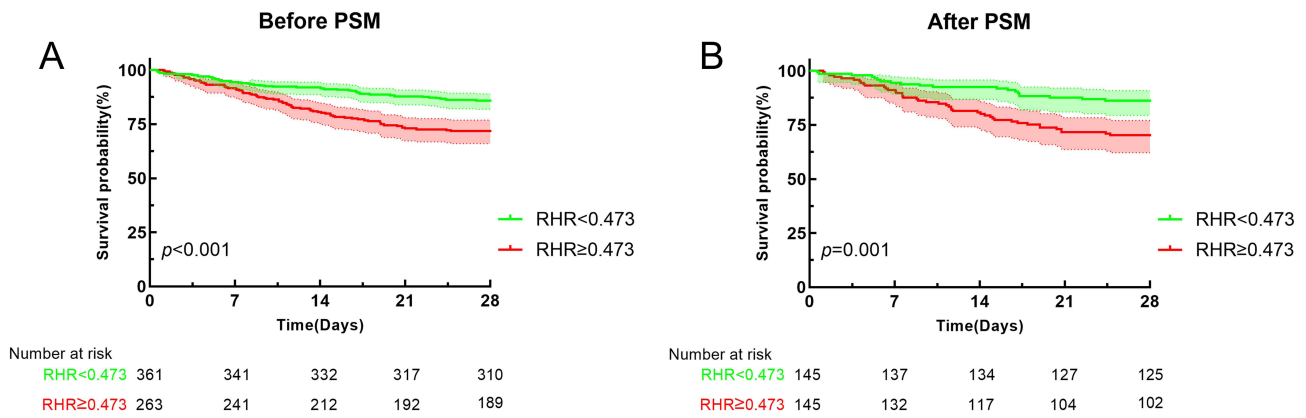 Before PSM
A
Survival probability(%)
100
75
50
25
0
p<0.001
0 7 14 21 28
Time(Days)
RHR<0.473
RHR≥0.473
Number at risk
RHR<0.473 361 341 332 317 310
RHR≥0.473 263 241 212 192 189
After PSM
B
Survival probability(%)
100
75
50
25
0
p=0.001
0 7 14 21 28
Time(Days)
RHR<0.473
RHR≥0.473
Number at risk
RHR<0.473 145 137 134 127 125
RHR≥0.473 145 132 117 104 102